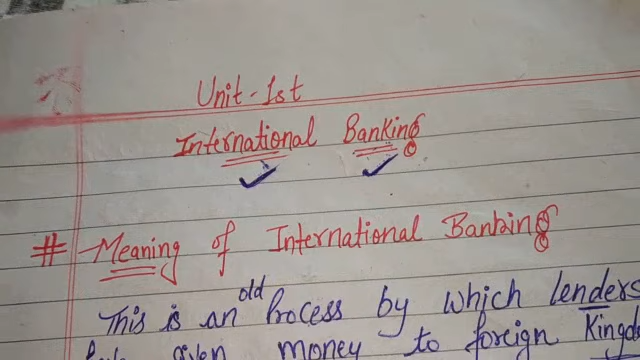 Unit-1st
International Banking
# Meaning of International Banking
This is an old Process by which lenders
given money to foreign